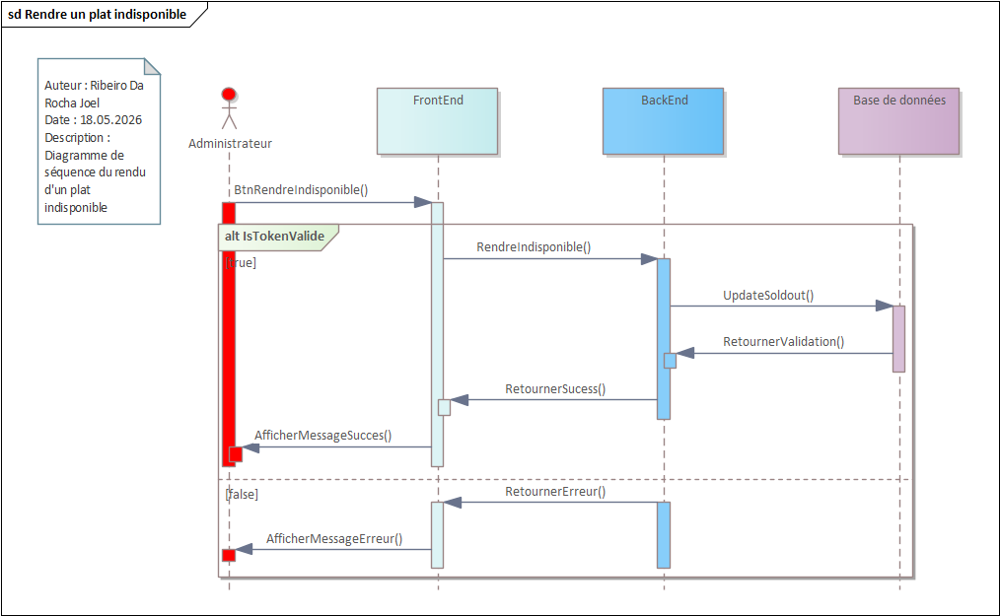 sd Rendre un plat indisponible
Auteur : Ribeiro Da
Rocha Joel
Date : 18.05.2026
Description :
Diagramme de
séquence du rendu
d'un plat
indisponible
Administrateur
FrontEnd
BackEnd
Base de données
BtnRendreIndisponible()
alt IsTokenValide
[true]
RendreIndisponible()
UpdateSoldout()
RetournerValidation()
RetournerSucess()
AfficherMessageSucces()
[false]
RetournerErreur()
AfficherMessageErreur()